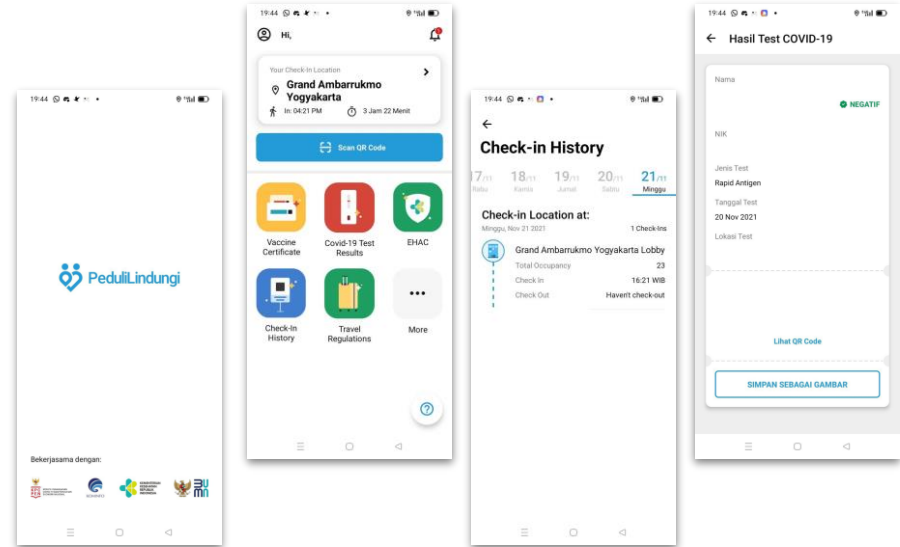 19:44
PeduliLindungi
Bekerjasama dengan:
KOMINFO
KEMENTERIAN
KESEHATAN
REPUBLIK
INDONESIA
19:44
Hi,
Your Check-In Location
Grand Ambarrukmo
Yogyakarta
In: 04:21 PM
3 Jam 22 Menit
Scan QR Code
Vaccine
Certificate
Covid-19 Test
Results
EHAC
Check-In
History
Travel
Regulations
More
19:44
Check-in History
17/11 18/11 19/11 20/11 21/11
Rabu Kamis Jumat Sabtu Minggu
Check-in Location at:
Minggu, Nov 21 2021 1 Check-Ins
Grand Ambarrukmo Yogyakarta Lobby
Total Occupancy 23
Check In 16:21 WIB
Check Out Haven't check-out
19:44
Hasil Test COVID-19
Nama
NEGATIF
NIK
Jenis Test
Rapid Antigen
Tanggal Test
20 Nov 2021
Lokasi Test
Lihat QR Code
SIMPAN SEBAGAI GAMBAR